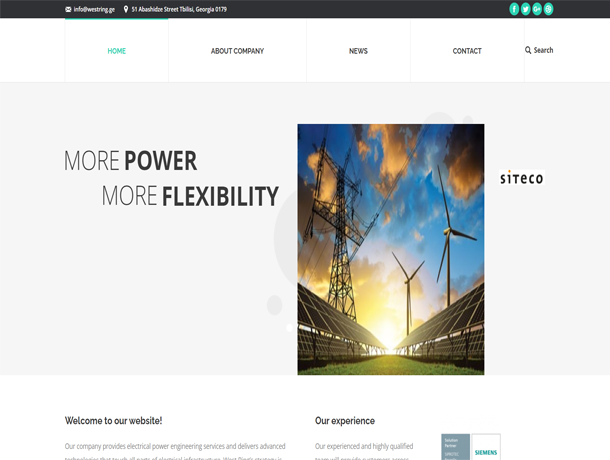 info@westring.ge 51 Abashidze Street Tbilisi, Georgia 0179
HOME ABOUT COMPANY NEWS CONTACT Search
MORE POWER
MORE FLEXIBILITY
siteco
Welcome to our website!
Our company provides electrical power engineering services and delivers advanced
Our experience
Our experienced and highly qualified
Solution
Partner
SIEMENS